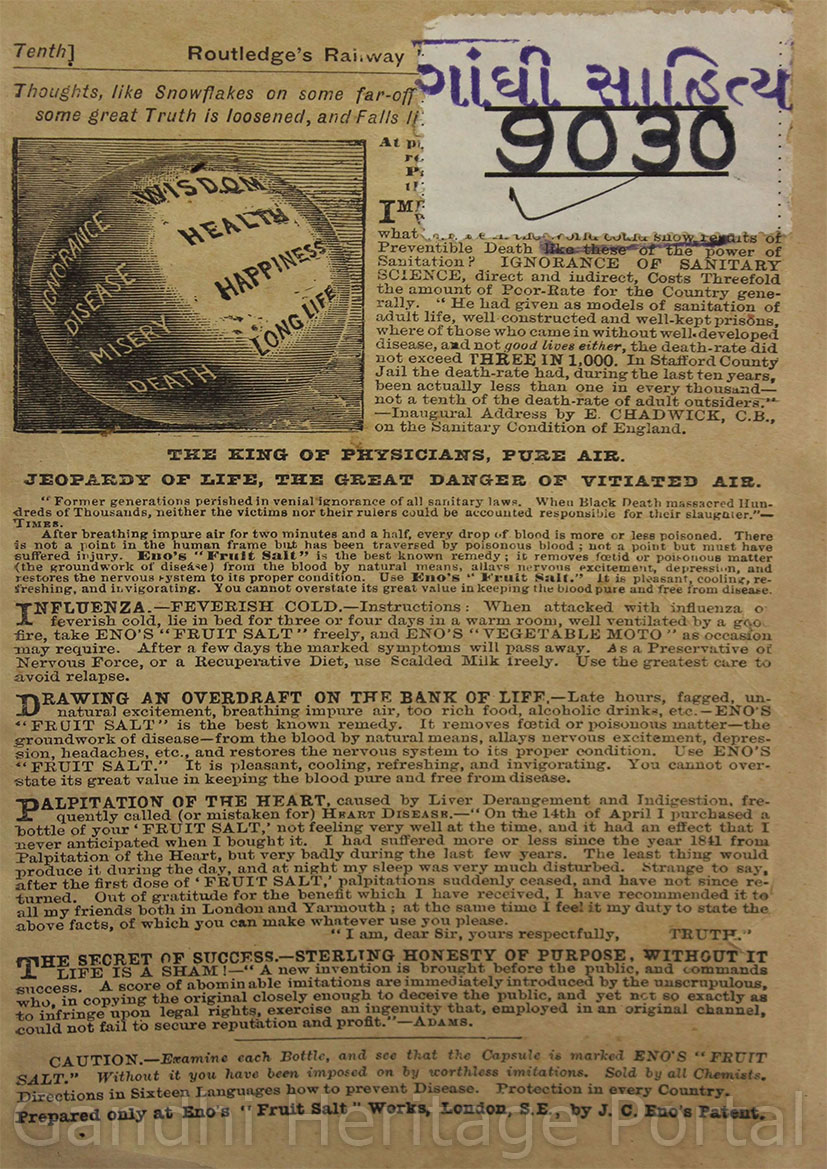 Tenth]
Routledge's Railway
ગાંધી સાહિત્ય
9030
Thoughts, like Snowflakes on some far-off
some great Truth is loosened, and Falls
WISDOM
HEALTH
HAPPINESS
LONG LIFE
IGNORANCE
DISEASE
MISERY
DEATH
At
what
Preventible Death like these of the power of
Sanitation? IGNORANCE OF SANITARY
SCIENCE, direct and indirect, Costs Threefold
the amount of Poor-Rate for the Country gene-
rally. "He had given as models of sanitation of
adult life, well constructed and well-kept prisons,
where of those who came in without well-developed
disease, and not good lives either, the death-rate did
not exceed THREE IN 1,000. In Stafford County
Jail the death-rate had, during the last ten years,
been actually less than one in every thousand—
not a tenth of the death-rate of adult outsiders."
—Inaugural Address by E. CHADWICK, C.B.,
on the Sanitary Condition of England.
THE KING OF PHYSICIANS, PURE AIR.
JEOPARDY OF LIFE, THE GREAT DANGER OF VITIATED AIR.
"Former generations perished in venial ignorance of all sanitary laws. When Black Death massacred Hun-
dreds of Thousands, neither the victims nor their rulers could be accounted responsible for their slaughter."—
TIMES.
After breathing impure air for two minutes and a half, every drop of blood is more or less poisoned. There
is not a point in the human frame but has been traversed by poisonous blood; not a point but must have
suffered injury. Eno's "Fruit Salt" is the best known remedy; it removes fœtid or poisonous matter
(the groundwork of disease) from the blood by natural means, allays nervous excitement, depression, and
restores the nervous system to its proper condition. Use Eno's "Fruit Salt." It is pleasant, cooling, re-
freshing, and invigorating. You cannot overstate its great value in keeping the blood pure and free from disease.
INFLUENZA.—FEVERISH COLD.—Instructions: When attacked with influenza o
feverish cold, lie in bed for three or four days in a warm room, well ventilated by a goo
fire, take ENO'S "FRUIT SALT" freely, and ENO'S "VEGETABLE MOTO" as occasion
may require. After a few days the marked symptoms will pass away. As a Preservative of
Nervous Force, or a Recuperative Diet, use Scalded Milk freely. Use the greatest care to
avoid relapse.
DRAWING AN OVERDRAFT ON THE BANK OF LIFE.—Late hours, fagged, un-
natural excitement, breathing impure air, too rich food, alcoholic drinks, etc.—ENO'S
"FRUIT SALT" is the best known remedy. It removes fœtid or poisonous matter—the
groundwork of disease—from the blood by natural means, allays nervous excitement, depres-
sion, headaches, etc., and restores the nervous system to its proper condition. Use ENO'S
"FRUIT SALT." It is pleasant, cooling, refreshing, and invigorating. You cannot over-
state its great value in keeping the blood pure and free from disease.
PALPITATION OF THE HEART, caused by Liver Derangement and Indigestion, fre-
quently called (or mistaken for) HEART DISEASE.—"On the 14th of April I purchased a
bottle of your 'FRUIT SALT,' not feeling very well at the time, and it had an effect that I
never anticipated when I bought it. I had suffered more or less since the year 1841 from
Palpitation of the Heart, but very badly during the last few years. The least thing would
produce it during the day, and at night my sleep was very much disturbed. Strange to say,
after the first dose of 'FRUIT SALT,' palpitations suddenly ceased, and have not since re-
turned. Out of gratitude for the benefit which I have received, I have recommended it to
all my friends both in London and Yarmouth; at the same time I feel it my duty to state the
above facts, of which you can make whatever use you please.
"I am, dear Sir, yours respectfully, TRUTH."
THE SECRET OF SUCCESS.—STERLING HONESTY OF PURPOSE, WITHOUT IT
LIFE IS A SHAM!—"A new invention is brought before the public, and commands
success. A score of abominable imitations are immediately introduced by the unscrupulous,
who, in copying the original closely enough to deceive the public, and yet not so exactly as
to infringe upon legal rights, exercise an ingenuity that, employed in an original channel,
could not fail to secure reputation and profit."—ADAMS.
CAUTION.—Examine each Bottle, and see that the Capsule is marked ENO'S "FRUIT
SALT." Without it you have been imposed on by worthless imitations. Sold by all Chemists.
Directions in Sixteen Languages how to prevent Disease. Protection in every Country.
Prepared only at Eno's "Fruit Salt" Works, London, S.E., by J. C. Eno's Patent.
Gandhi Heritage Portal